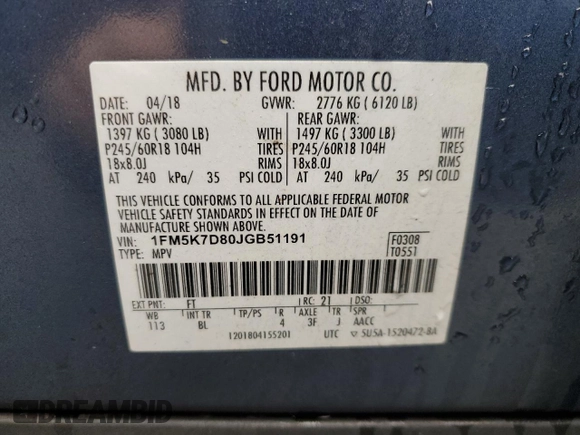 MFD. BY FORD MOTOR CO.
DATE: 04/18 GVWR: 2776 KG ( 6120 LB)
FRONT GAWR: REAR GAWR:
1397 KG ( 3080 LB) WITH 1497 KG ( 3300 LB) WITH
P245/60R18 104H TIRES P245/60R18 104H TIRES
18x8.0J RIMS 18x8.0J RIMS
AT 240 kPa/ 35 PSI COLD AT 240 kPa/ 35 PSI COLD
THIS VEHICLE CONFORMS TO ALL APPLICABLE FEDERAL MOTOR
VEHICLE SAFETY STANDARDS IN EFFECT ON THE DATE OF
MANUFACTURE SHOWN ABOVE.
VIN: 1FM5K7D80JGB51191 F0308
TYPE: MPV T0551
EXT PNT: FT RC: 21 DSO:
WB INT TR TP/PS R AXLE TR SPR
113 BL 4 3F J AACC
1201804155201 UTC ▽ SU5A-1520472-BA
DREAMBID